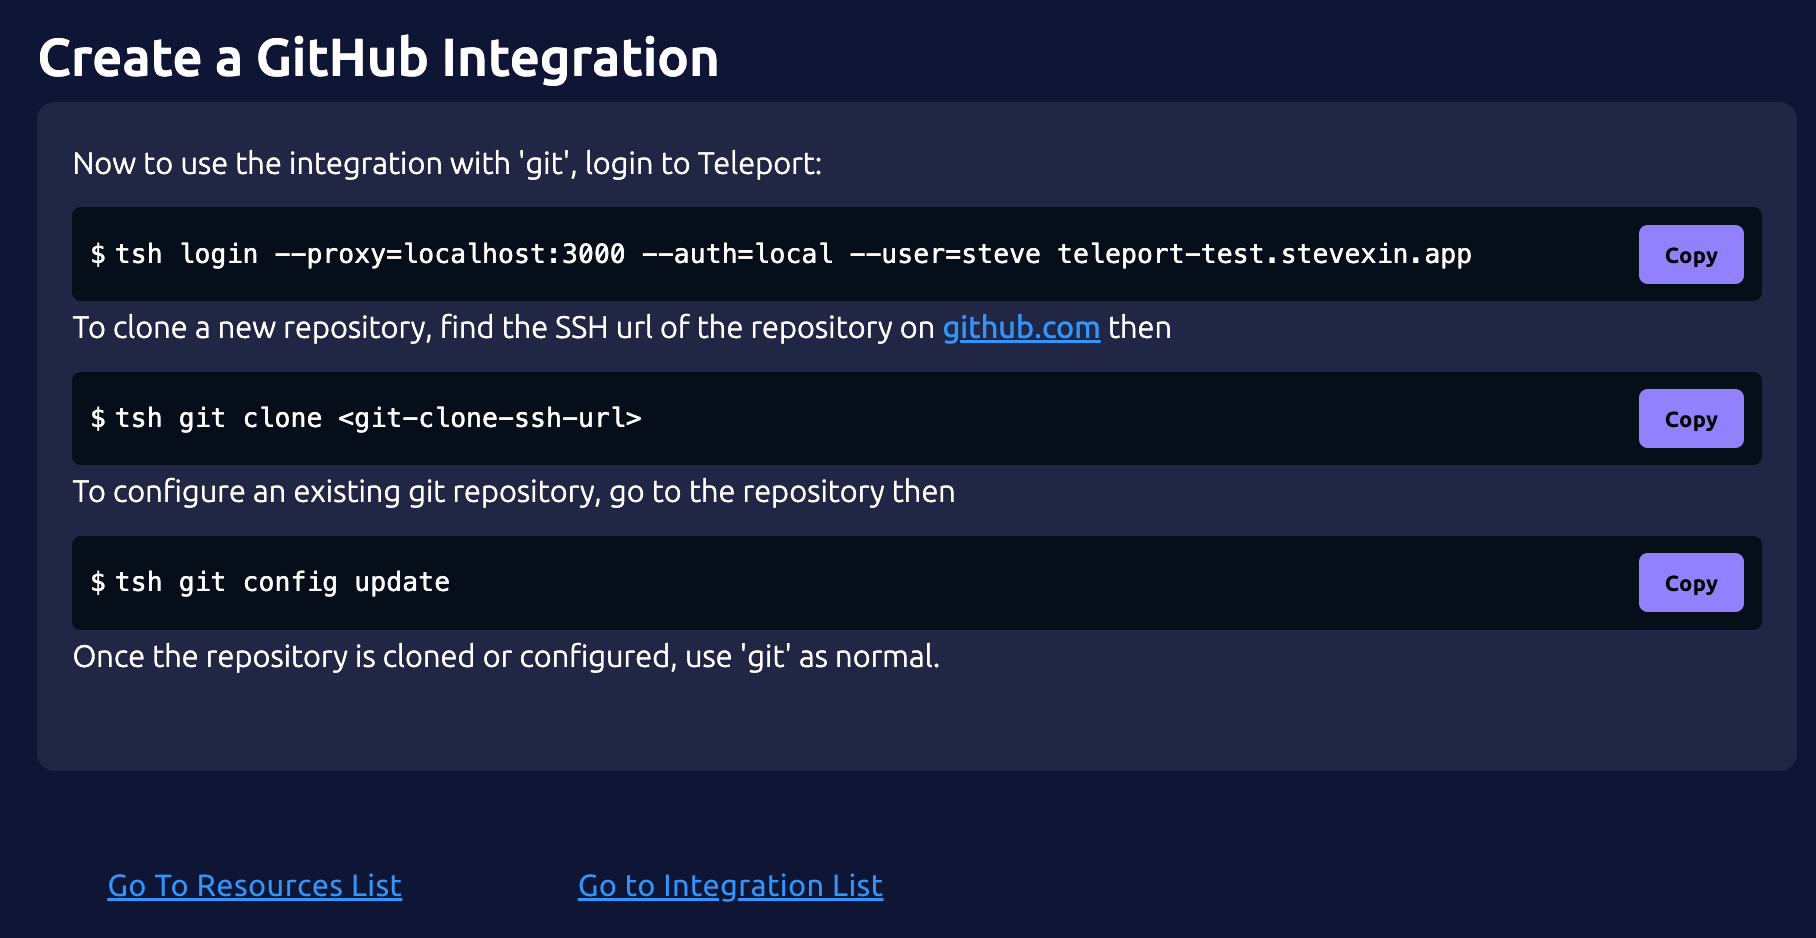 Create a GitHub Integration
Now to use the integration with 'git', login to Teleport:
$ tsh login --proxy=localhost:3000 --auth=local --user=steve teleport-test.stevexin.app
Copy
To clone a new repository, find the SSH url of the repository on github.com then
$ tsh git clone <git-clone-ssh-url>
Copy
To configure an existing git repository, go to the repository then
$ tsh git config update
Copy
Once the repository is cloned or configured, use 'git' as normal.
Go To Resources List
Go to Integration List